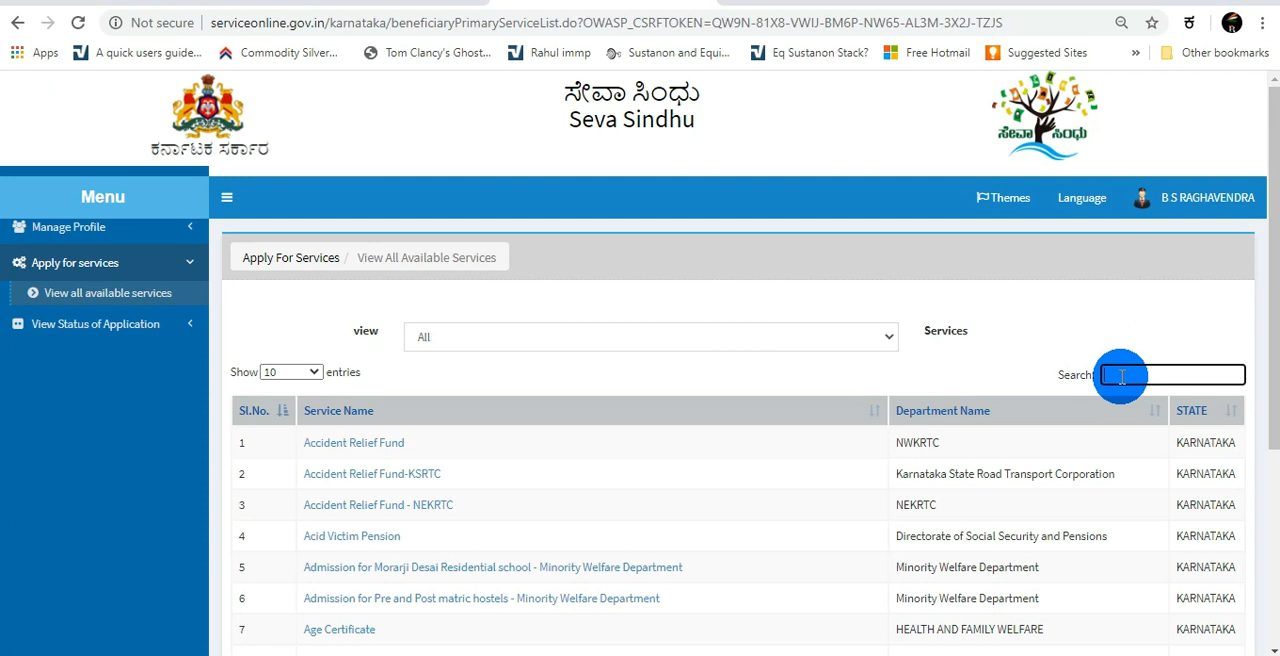 Not secure | serviceonline.gov.in/karnataka/beneficiaryPrimaryServiceList.do?OWASP_CSRFTOKEN=QW9N-81X8-VWIJ-BM6P-NW65-AL3M-3X2J-TZJS
Apps A quick users guide... Commodity Silver... Tom Clancy's Ghost... Rahul immp Sustanon and Equi... Eq Sustanon Stack? Free Hotmail Suggested Sites » Other bookmarks
ಕರ್ನಾಟಕ ಸರ್ಕಾರ
ಸೇವಾ ಸಿಂಧು
Seva Sindhu
ಸೇವಾ ಸಿಂಧು
Menu
Themes Language B S RAGHAVENDRA
Manage Profile
Apply for services
View all available services
View Status of Application
Apply For Services / View All Available Services
view All Services
Show 10 entries Search:
Sl.No. Service Name Department Name STATE
1 Accident Relief Fund NWKRTC KARNATAKA
2 Accident Relief Fund-KSRTC Karnataka State Road Transport Corporation KARNATAKA
3 Accident Relief Fund - NEKRTC NEKRTC KARNATAKA
4 Acid Victim Pension Directorate of Social Security and Pensions KARNATAKA
5 Admission for Morarji Desai Residential school - Minority Welfare Department Minority Welfare Department KARNATAKA
6 Admission for Pre and Post matric hostels - Minority Welfare Department Minority Welfare Department KARNATAKA
7 Age Certificate HEALTH AND FAMILY WELFARE KARNATAKA